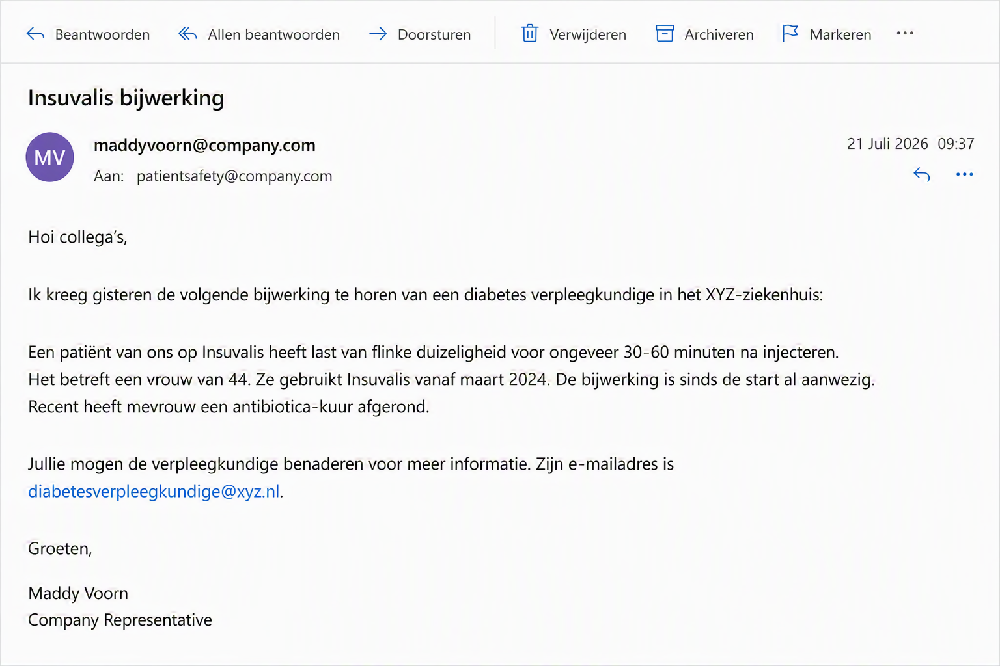 Beantwoorden Allen beantwoorden Doorsturen Verwijderen Archiveren Markeren ...
Insuvalis bijwerking
MV
maddyvoorn@company.com
21 Juli 2026 09:37
Aan: patientsafety@company.com
Hoi collega’s,
Ik kreeg gisteren de volgende bijwerking te horen van een diabetes verpleegkundige in het XYZ-ziekenhuis:
Een patiënt van ons op Insuvalis heeft last van flinke duizeligheid voor ongeveer 30-60 minuten na injecteren.
Het betreft een vrouw van 44. Ze gebruikt Insuvalis vanaf maart 2024. De bijwerking is sinds de start al aanwezig.
Recent heeft mevrouw een antibiotica-kuur afgerond.
Jullie mogen de verpleegkundige benaderen voor meer informatie. Zijn e-mailadres is
diabetesverpleegkundige@xyz.nl.
Groeten,
Maddy Voorn
Company Representative